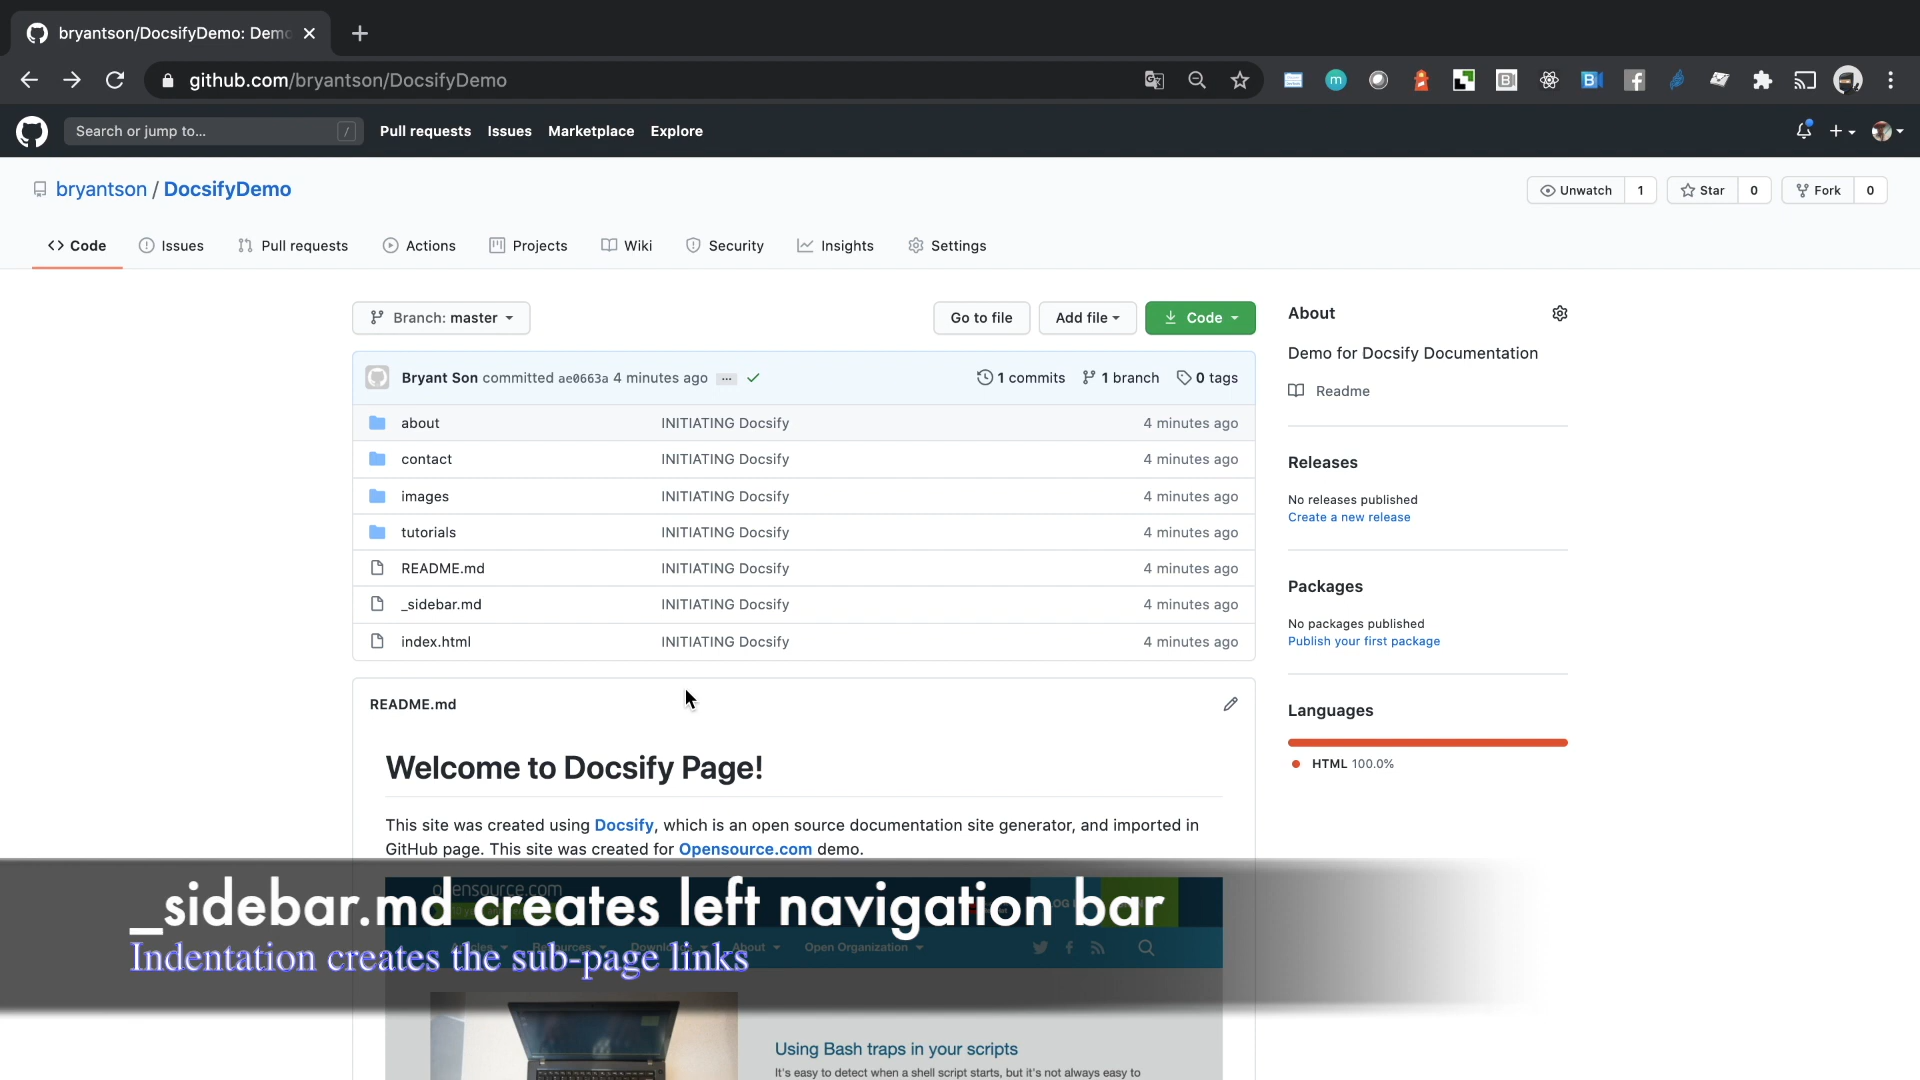 bryantson/DocsifyDemo: Demo
github.com/bryantson/DocsifyDemo
Search or jump to...
/
Pull requests
Issues
Marketplace
Explore
bryantson / DocsifyDemo
Unwatch 1
Star 0
Fork 0
Code
Issues
Pull requests
Actions
Projects
Wiki
Security
Insights
Settings
Branch: master
Go to file
Add file
Code
Bryant Son committed ae0663a 4 minutes ago ...
1 commits
1 branch
0 tags
about INITIATING Docsify 4 minutes ago
contact INITIATING Docsify 4 minutes ago
images INITIATING Docsify 4 minutes ago
tutorials INITIATING Docsify 4 minutes ago
README.md INITIATING Docsify 4 minutes ago
_sidebar.md INITIATING Docsify 4 minutes ago
index.html INITIATING Docsify 4 minutes ago
About
Demo for Docsify Documentation
Readme
Releases
No releases published
Create a new release
Packages
No packages published
Publish your first package
Languages
HTML 100.0%
README.md
Welcome to Docsify Page!
This site was created using Docsify, which is an open source documentation site generator, and imported in
GitHub page. This site was created for Opensource.com demo.
opensource.com
_sidebar.md creates left navigation bar
Indentation creates the sub-page links
About
Open Organization
Using Bash traps in your scripts
It's easy to detect when a shell script starts, but it's not always easy to